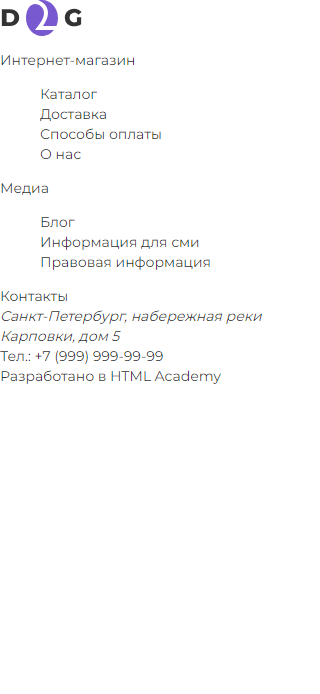 D2G
Интернет-магазин
Каталог
Доставка
Способы оплаты
О нас
Медиа
Блог
Информация для сми
Правовая информация
Контакты
Санкт-Петербург, набережная реки
Карповки, дом 5
Тел.: +7 (999) 999-99-99
Разработано в HTML Academy